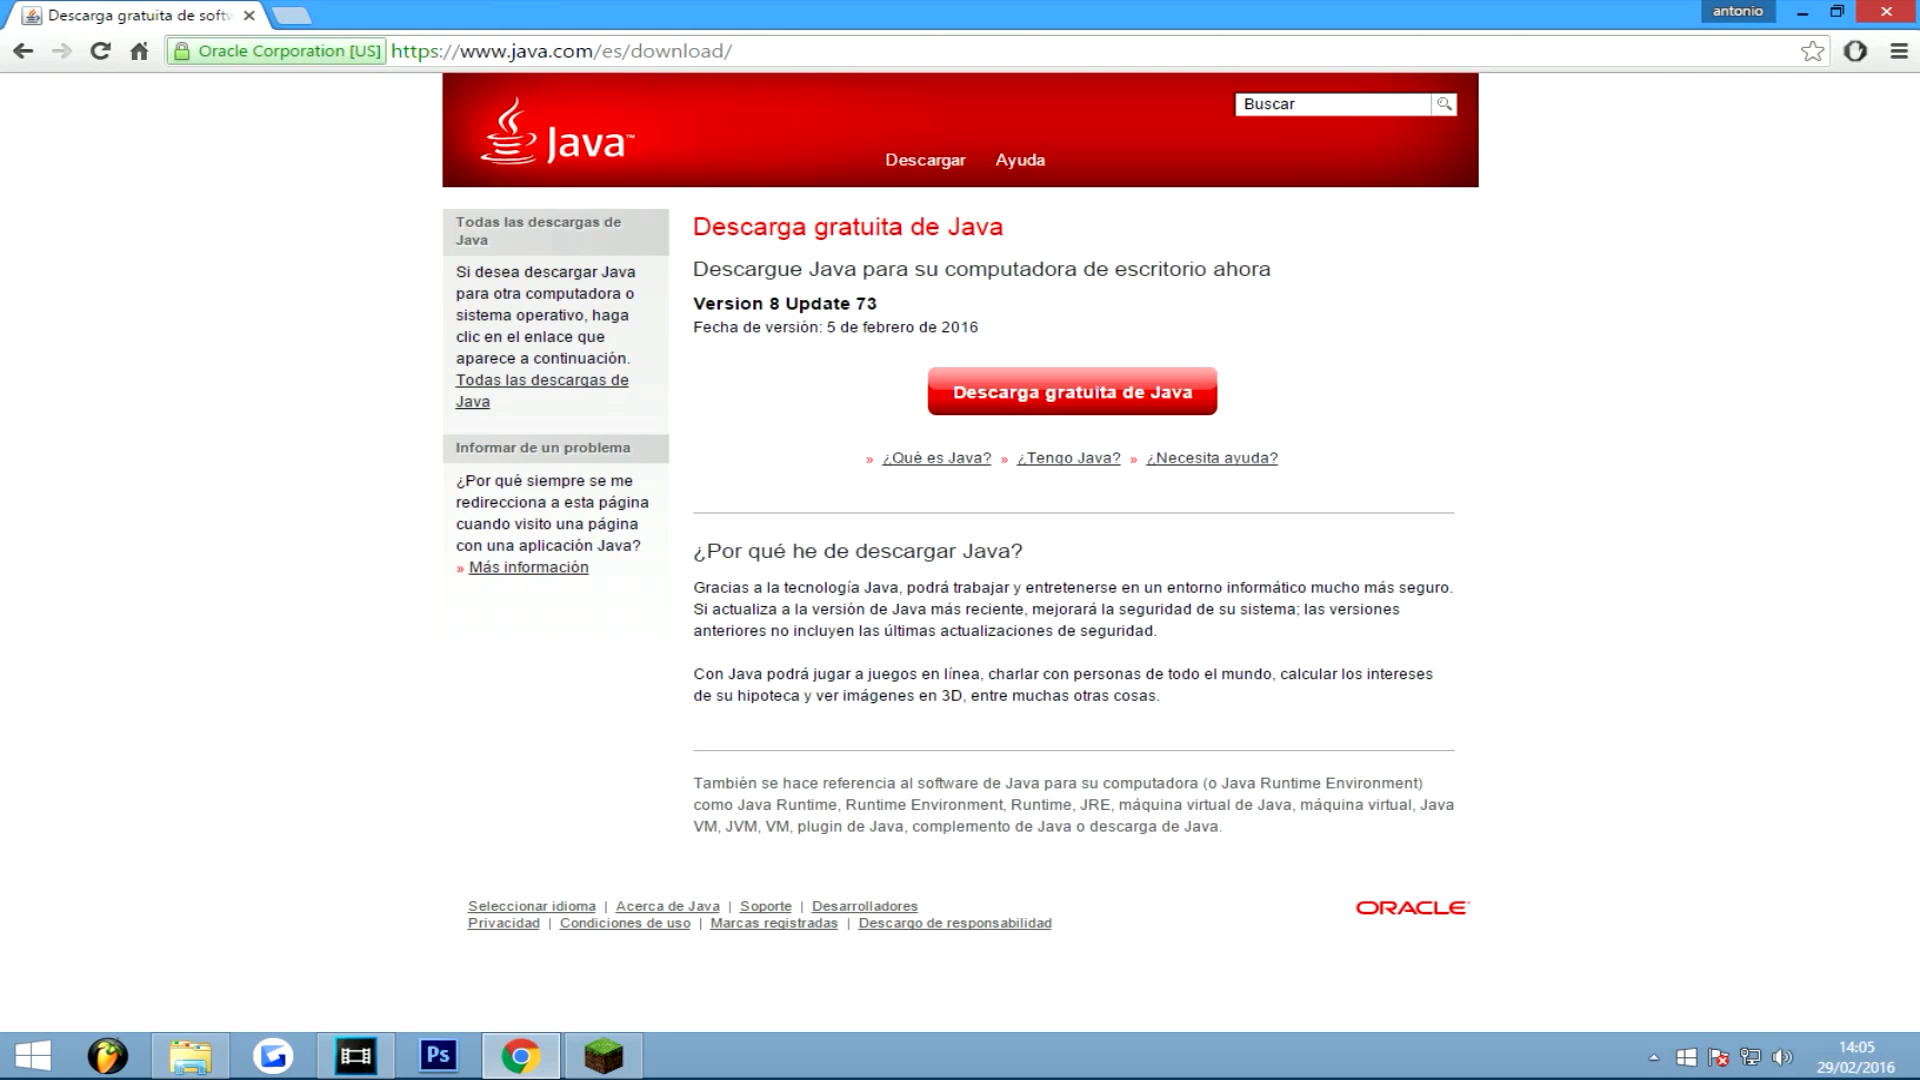 Descarga gratuita de softw
antonio
Oracle Corporation [US] https://www.java.com/es/download/
Java™
Buscar
Descargar Ayuda
Todas las descargas de
Java
Si desea descargar Java
para otra computadora o
sistema operativo, haga
clic en el enlace que
aparece a continuación.
Todas las descargas de
Java
Informar de un problema
¿Por qué siempre se me
redirecciona a esta página
cuando visito una página
con una aplicación Java?
» Más información
Descarga gratuita de Java
Descargue Java para su computadora de escritorio ahora
Version 8 Update 73
Fecha de versión: 5 de febrero de 2016
Descarga gratuita de Java
» ¿Qué es Java? » ¿Tengo Java? » ¿Necesita ayuda?
¿Por qué he de descargar Java?
Gracias a la tecnología Java, podrá trabajar y entretenerse en un entorno informático mucho más seguro.
Si actualiza a la versión de Java más reciente, mejorará la seguridad de su sistema; las versiones
anteriores no incluyen las últimas actualizaciones de seguridad.
Con Java podrá jugar a juegos en línea, charlar con personas de todo el mundo, calcular los intereses
de su hipoteca y ver imágenes en 3D, entre muchas otras cosas.
También se hace referencia al software de Java para su computadora (o Java Runtime Environment)
como Java Runtime, Runtime Environment, Runtime, JRE, máquina virtual de Java, máquina virtual, Java
VM, JVM, VM, plugin de Java, complemento de Java o descarga de Java.
Seleccionar idioma | Acerca de Java | Soporte | Desarrolladores
Privacidad | Condiciones de uso | Marcas registradas | Descargo de responsabilidad
ORACLE
Ps
14:05
29/02/2016